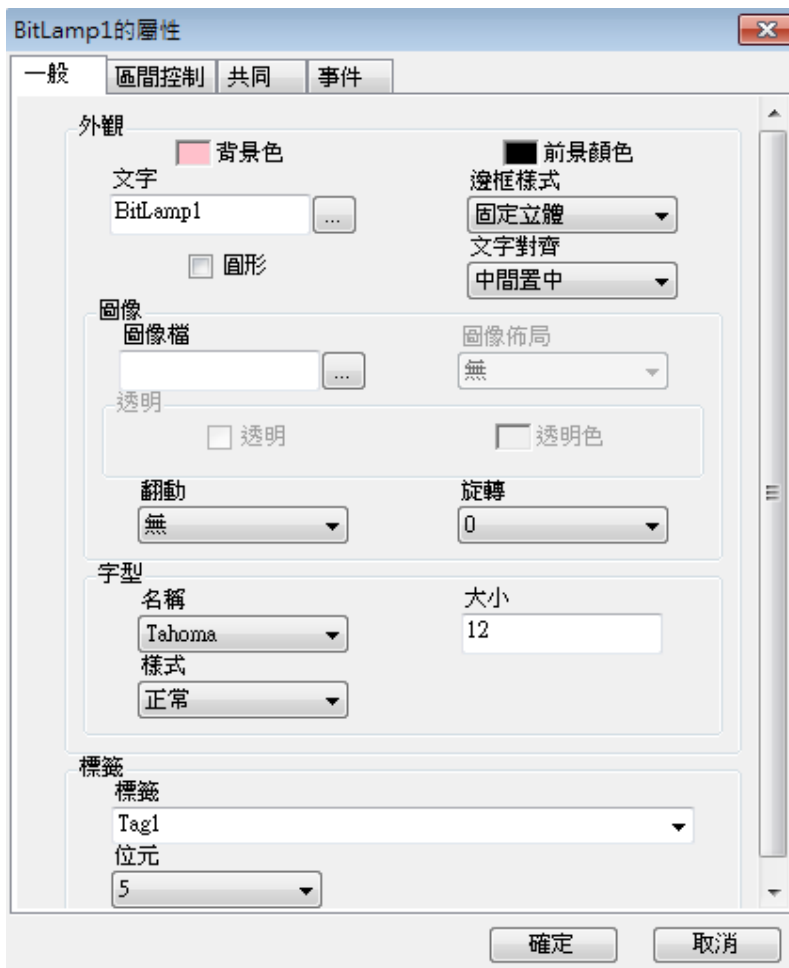 BitLamp1的屬性
一般 區間控制 共同 事件
外觀
背景色 前景顏色
文字 邊框樣式
BitLamp1 ... 固定立體
文字對齊
圓形 中間置中
圖像
圖像檔 圖像佈局
... 無
透明
透明 透明色
翻動 旋轉
無 0
字型
名稱 大小
Tahoma 12
樣式
正常
標籤
標籤
Tag1
位元
5
確定 取消